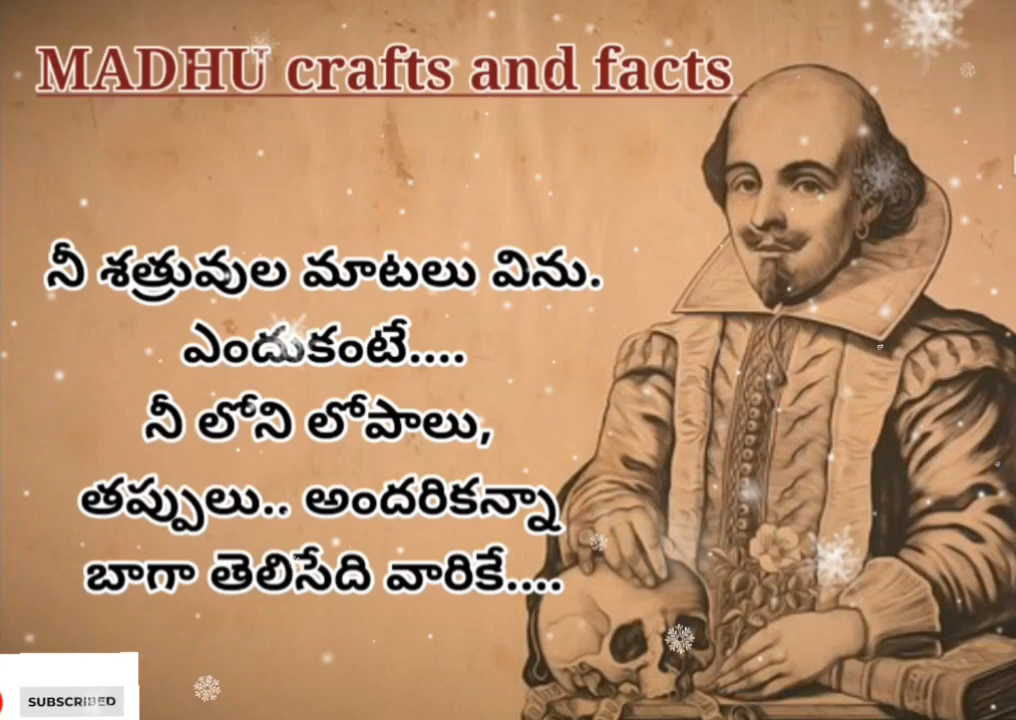 MADHU crafts and facts
నీ శత్రువుల మాటలు విను.
ఎందుకంటే....
నీ లోని లోపాలు,
తప్పులు.. అందరికన్నా
బాగా తెలిసేది వారికే....
SUBSCRIBED